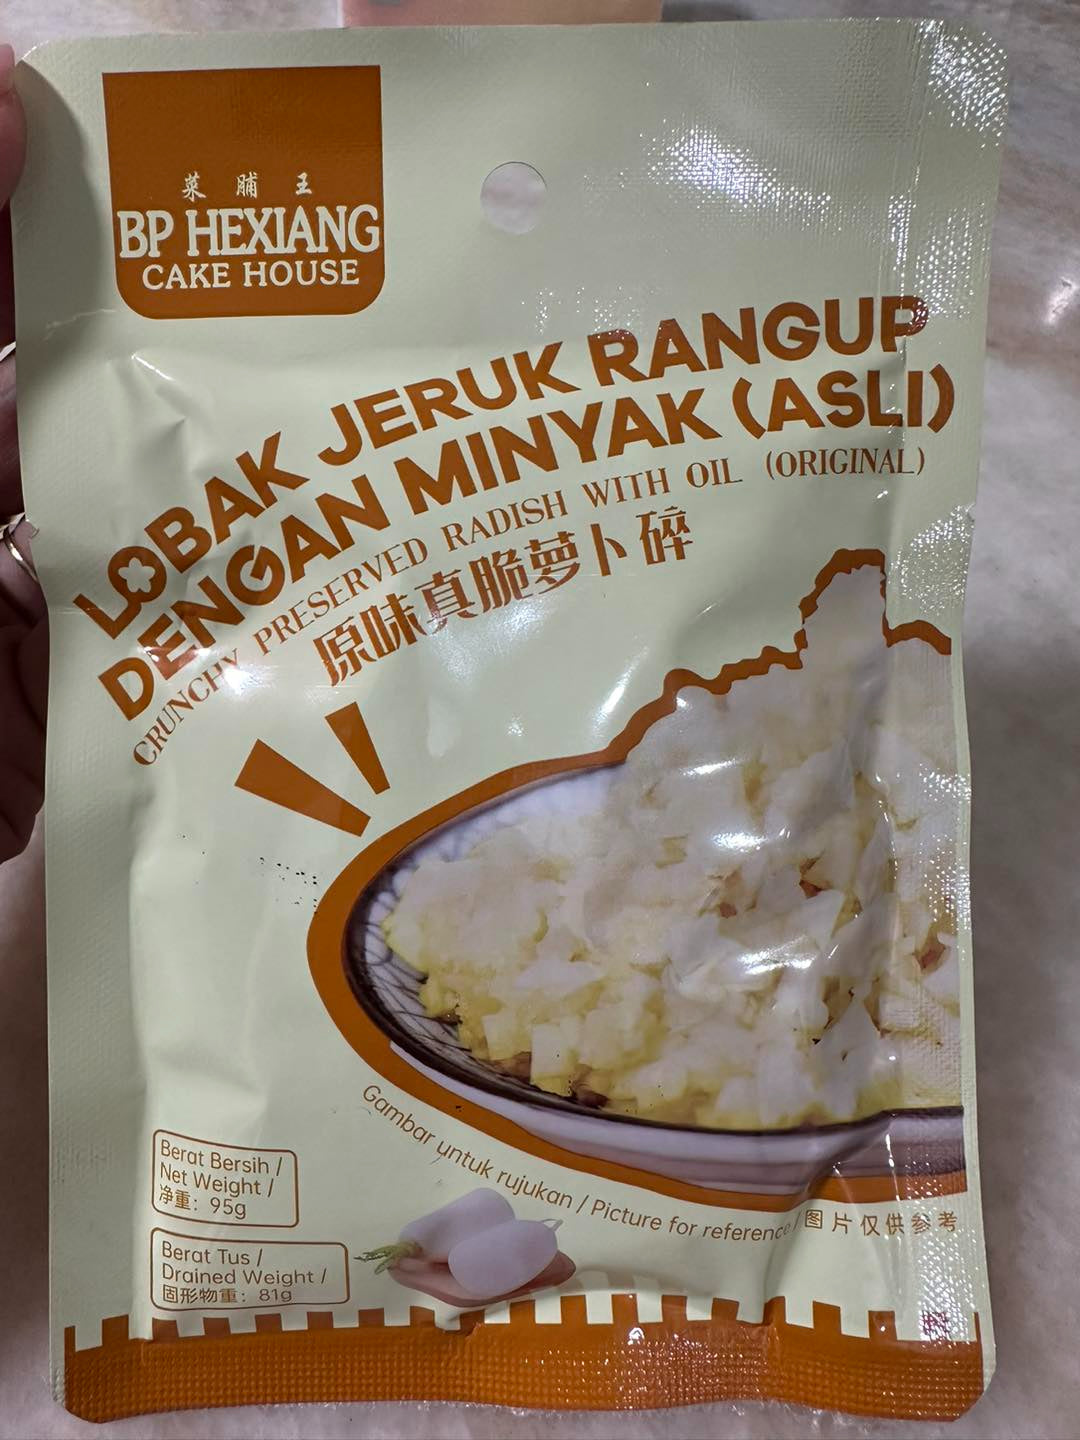 菜脯王
BP HEXIANG
CAKE HOUSE
LOBAK JERUK RANGUP
DENGAN MINYAK (ASLI)
CRUNCHY PRESERVED RADISH WITH OIL (ORIGINAL)
原味真脆萝卜碎
Gambar untuk rujukan / Picture for reference / 图片仅供参考
Berat Bersih /
Net Weight /
净重：95g
Berat Tus /
Drained Weight /
固形物重：81g